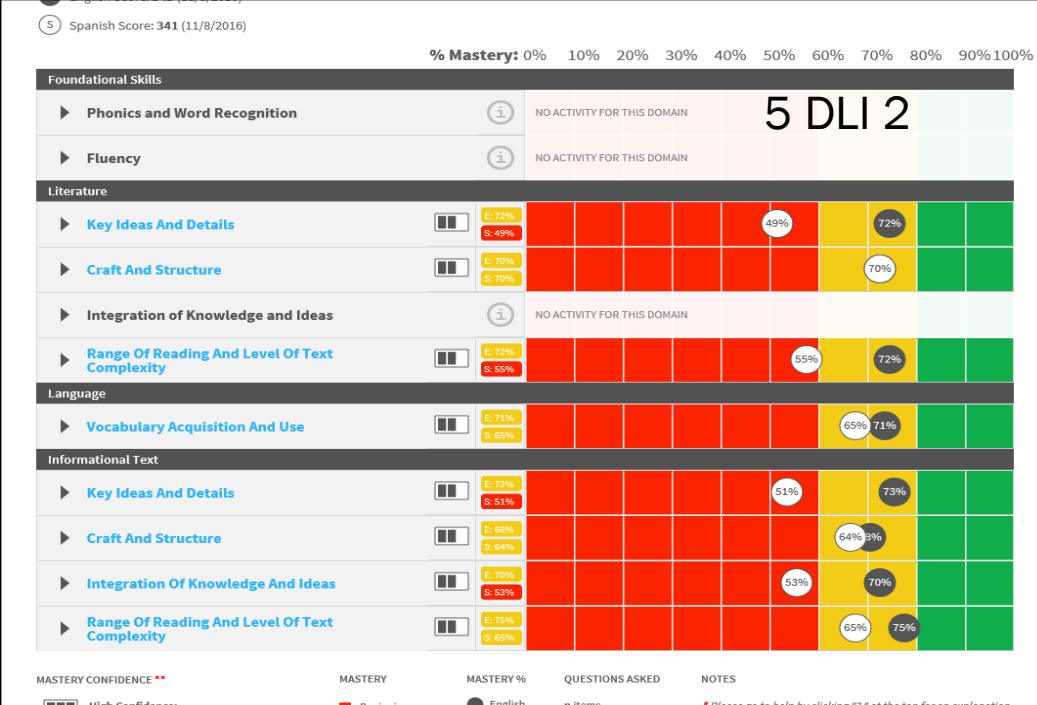 S Spanish Score: 341 (11/8/2016)
% Mastery: 0% 10% 20% 30% 40% 50% 60% 70% 80% 90% 100%
Foundational Skills
Phonics and Word Recognition i NO ACTIVITY FOR THIS DOMAIN 5 DLI 2
Fluency i NO ACTIVITY FOR THIS DOMAIN
Literature
Key Ideas And Details E: 72% S: 49% 49% 72%
Craft And Structure E: 70% S: 70% 70%
Integration of Knowledge and Ideas i NO ACTIVITY FOR THIS DOMAIN
Range Of Reading And Level Of Text
Complexity E: 72% S: 55% 55% 72%
Language
Vocabulary Acquisition And Use E: 71% S: 65% 65% 71%
Informational Text
Key Ideas And Details E: 73% S: 51% 51% 73%
Craft And Structure E: 68% S: 64% 64% 8%
Integration Of Knowledge And Ideas E: 70% S: 53% 53% 70%
Range Of Reading And Level Of Text
Complexity E: 75% S: 65% 65% 75%
MASTERY CONFIDENCE ** MASTERY MASTERY % QUESTIONS ASKED NOTES
English